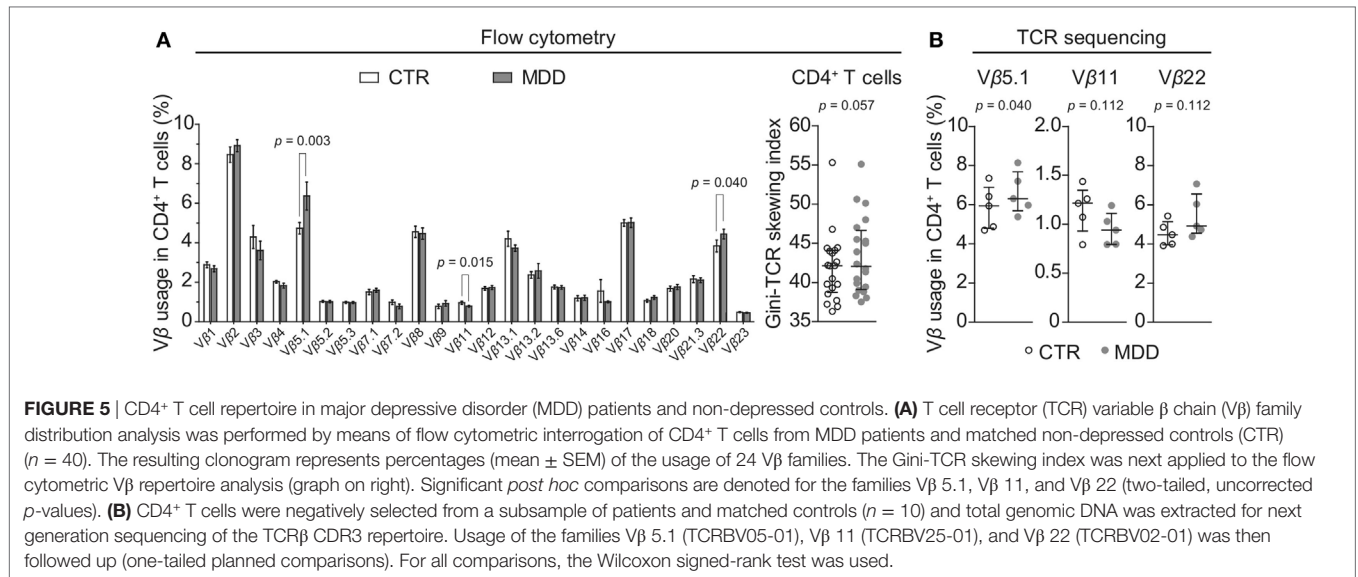 A
Flow cytometry
CTR
MDD
Vβ usage in CD4⁺ T cells (%)
10
8
6
4
2
0
p = 0.003
p = 0.015
p = 0.040
Vβ1
Vβ2
Vβ3
Vβ4
Vβ5.1
Vβ5.2
Vβ5.3
Vβ7.1
Vβ7.2
Vβ8
Vβ9
Vβ11
Vβ12
Vβ13.1
Vβ13.2
Vβ13.6
Vβ14
Vβ16
Vβ17
Vβ18
Vβ20
Vβ21.3
Vβ22
Vβ23
CD4⁺ T cells
p = 0.057
Gini-TCR skewing index
60
55
50
45
40
35
B
TCR sequencing
Vβ5.1
Vβ11
Vβ22
p = 0.040
p = 0.112
p = 0.112
Vβ usage in CD4⁺ T cells (%)
10
8
6
4
2
0
2.0
1.5
1.0
0.5
0
10
8
6
4
2
0
CTR
MDD
FIGURE 5 | CD4⁺ T cell repertoire in major depressive disorder (MDD) patients and non-depressed controls. (A) T cell receptor (TCR) variable β chain (Vβ) family
distribution analysis was performed by means of flow cytometric interrogation of CD4⁺ T cells from MDD patients and matched non-depressed controls (CTR)
(n = 40). The resulting clonogram represents percentages (mean ± SEM) of the usage of 24 Vβ families. The Gini-TCR skewing index was next applied to the flow
cytometric Vβ repertoire analysis (graph on right). Significant post hoc comparisons are denoted for the families Vβ 5.1, Vβ 11, and Vβ 22 (two-tailed, uncorrected
p-values). (B) CD4⁺ T cells were negatively selected from a subsample of patients and matched controls (n = 10) and total genomic DNA was extracted for next
generation sequencing of the TCRβ CDR3 repertoire. Usage of the families Vβ 5.1 (TCRBV05-01), Vβ 11 (TCRBV25-01), and Vβ 22 (TCRBV02-01) was then
followed up (one-tailed planned comparisons). For all comparisons, the Wilcoxon signed-rank test was used.